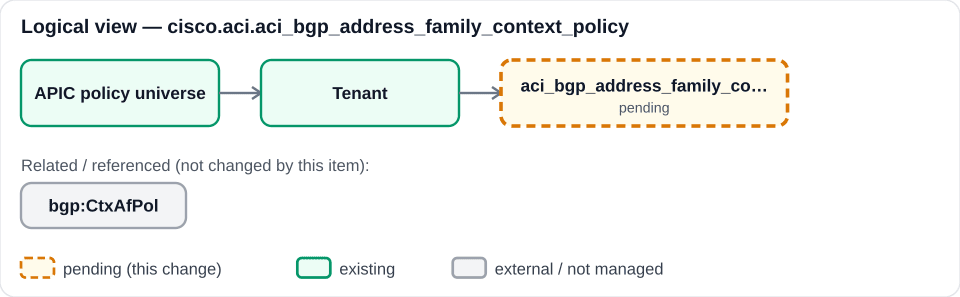 Logical view — cisco.aci.aci_bgp_address_family_context_policy
APIC policy universe
Tenant
aci_bgp_address_family_co…
pending
Related / referenced (not changed by this item):
bgp:CtxAfPol
pending (this change)
existing
external / not managed